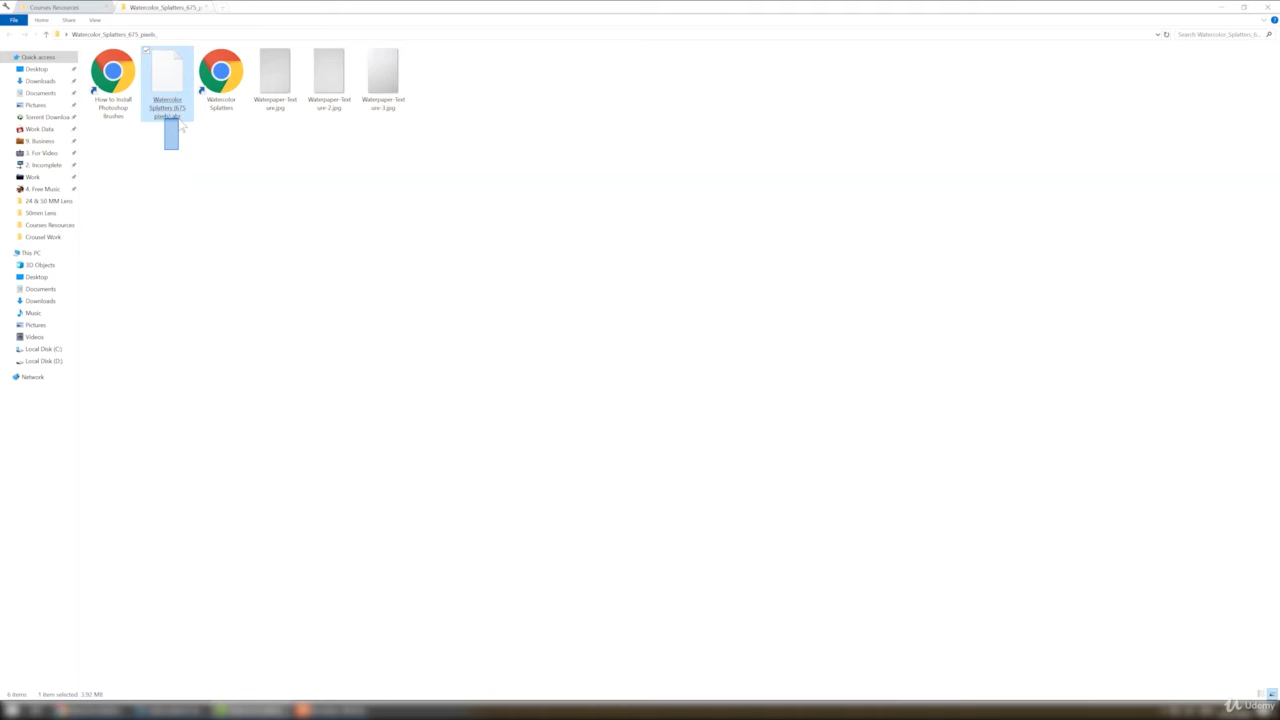 Courses Resources
Watercolor_Splatters_675_p
File
Home
Share
View
Watercolor_Splatters_675_pixels_
Search Watercolor_Splatters_6...
Quick access
Desktop
Downloads
Documents
Pictures
Torrent Downloa
Work Data
9. Business
3. For Video
2. Incomplete
Work
4. Free Music
24 & 50 MM Lens
50mm Lens
Courses Resources
Crousel Work
This PC
3D Objects
Desktop
Documents
Downloads
Music
Pictures
Videos
Local Disk (C:)
Local Disk (D:)
Network
How to Install
Photoshop
Brushes
Watercolor
Splatters (675
pixels).abr
Watercolor
Splatters
Waterpaper-Text
ure.jpg
Waterpaper-Text
ure-2.jpg
Waterpaper-Text
ure-3.jpg
6 items
1 item selected. 3.92 MB
Udemy